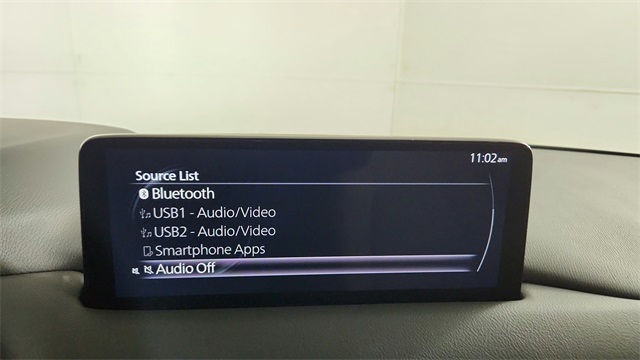 11:02am
Source List
Bluetooth
USB1 - Audio/Video
USB2 - Audio/Video
Smartphone Apps
Audio Off